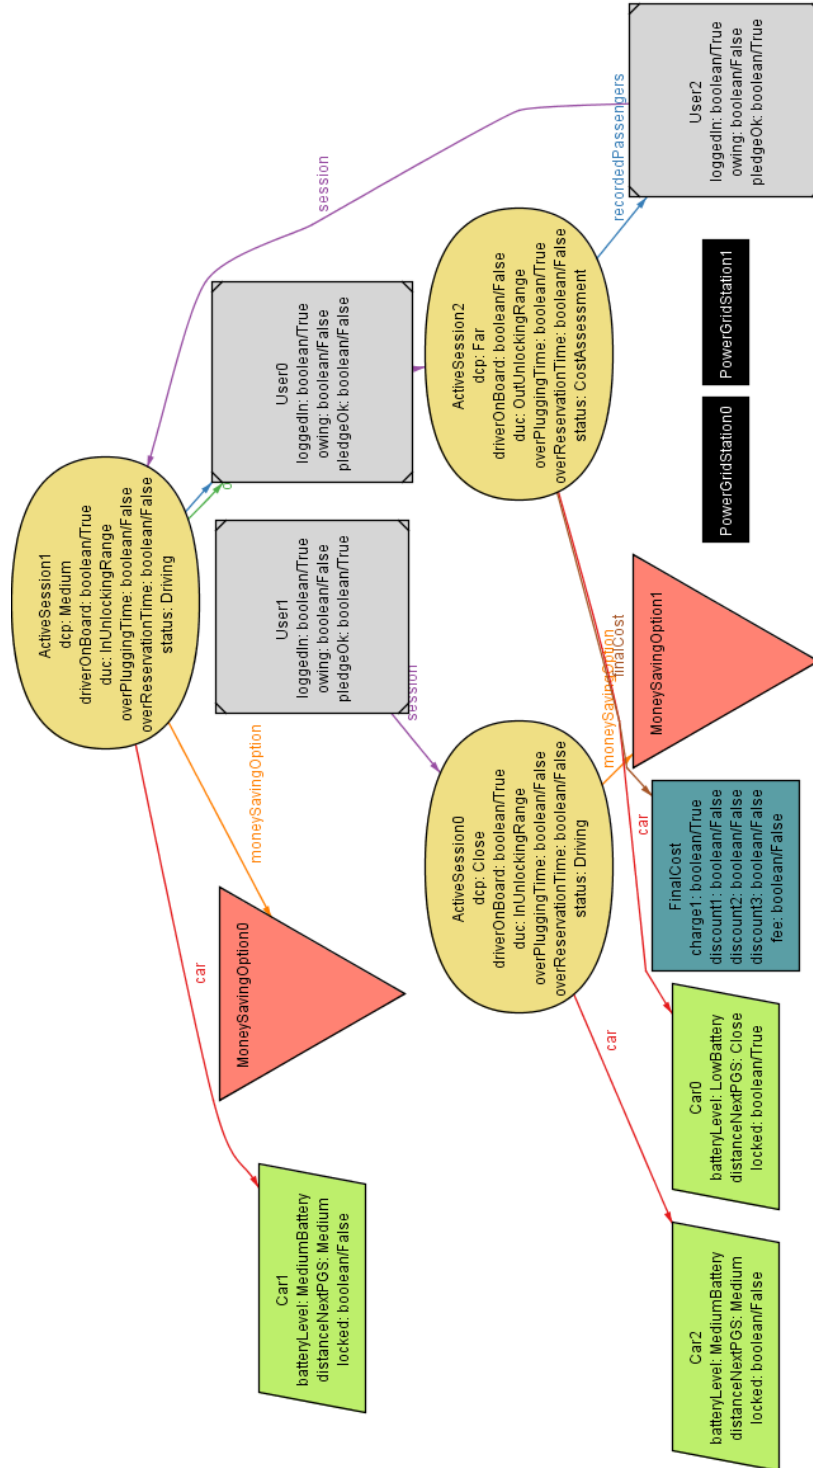 ActiveSession1
dcp: Medium
driverOnBoard: boolean/True
duc: InUnlockingRange
overPluggingTime: boolean/False
overReservationTime: boolean/False
status: Driving
session
User2
loggedIn: boolean/True
owing: boolean/False
pledgeOk: boolean/True
recordedPassengers
User0
loggedIn: boolean/True
owing: boolean/False
pledgeOk: boolean/False
User1
loggedIn: boolean/True
owing: boolean/False
pledgeOk: boolean/True
session
ActiveSession2
dcp: Far
driverOnBoard: boolean/False
duc: OutUnlockingRange
overPluggingTime: boolean/True
overReservationTime: boolean/False
status: CostAssessment
PowerGridStation1
PowerGridStation0
moneySavingOption
car
MoneySavingOption0
ActiveSession0
dcp: Close
driverOnBoard: boolean/True
duc: InUnlockingRange
overPluggingTime: boolean/False
overReservationTime: boolean/False
status: Driving
moneySavingOption
finalCost
MoneySavingOption1
car
FinalCost
charge1: boolean/True
discount1: boolean/False
discount2: boolean/False
discount3: boolean/False
fee: boolean/False
car
Car1
batteryLevel: MediumBattery
distanceNextPGS: Medium
locked: boolean/False
Car0
batteryLevel: LowBattery
distanceNextPGS: Close
locked: boolean/True
Car2
batteryLevel: MediumBattery
distanceNextPGS: Medium
locked: boolean/False